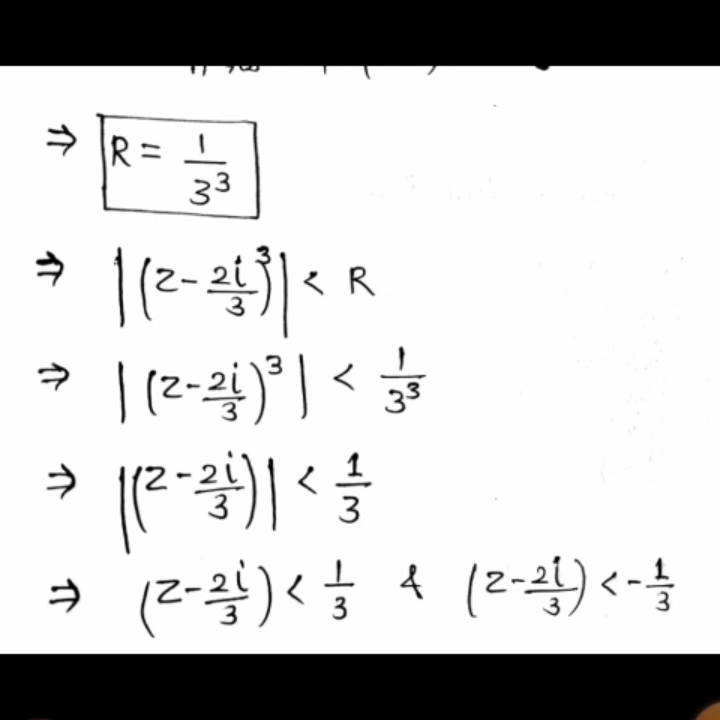 ⇒ R = 1/3³
⇒ |(z - 2i/3)³| < R
⇒ |(z - 2i/3)³| < 1/3³
⇒ |(z - 2i/3)| < 1/3
⇒ (z - 2i/3) < 1/3 & (z - 2i/3) < -1/3